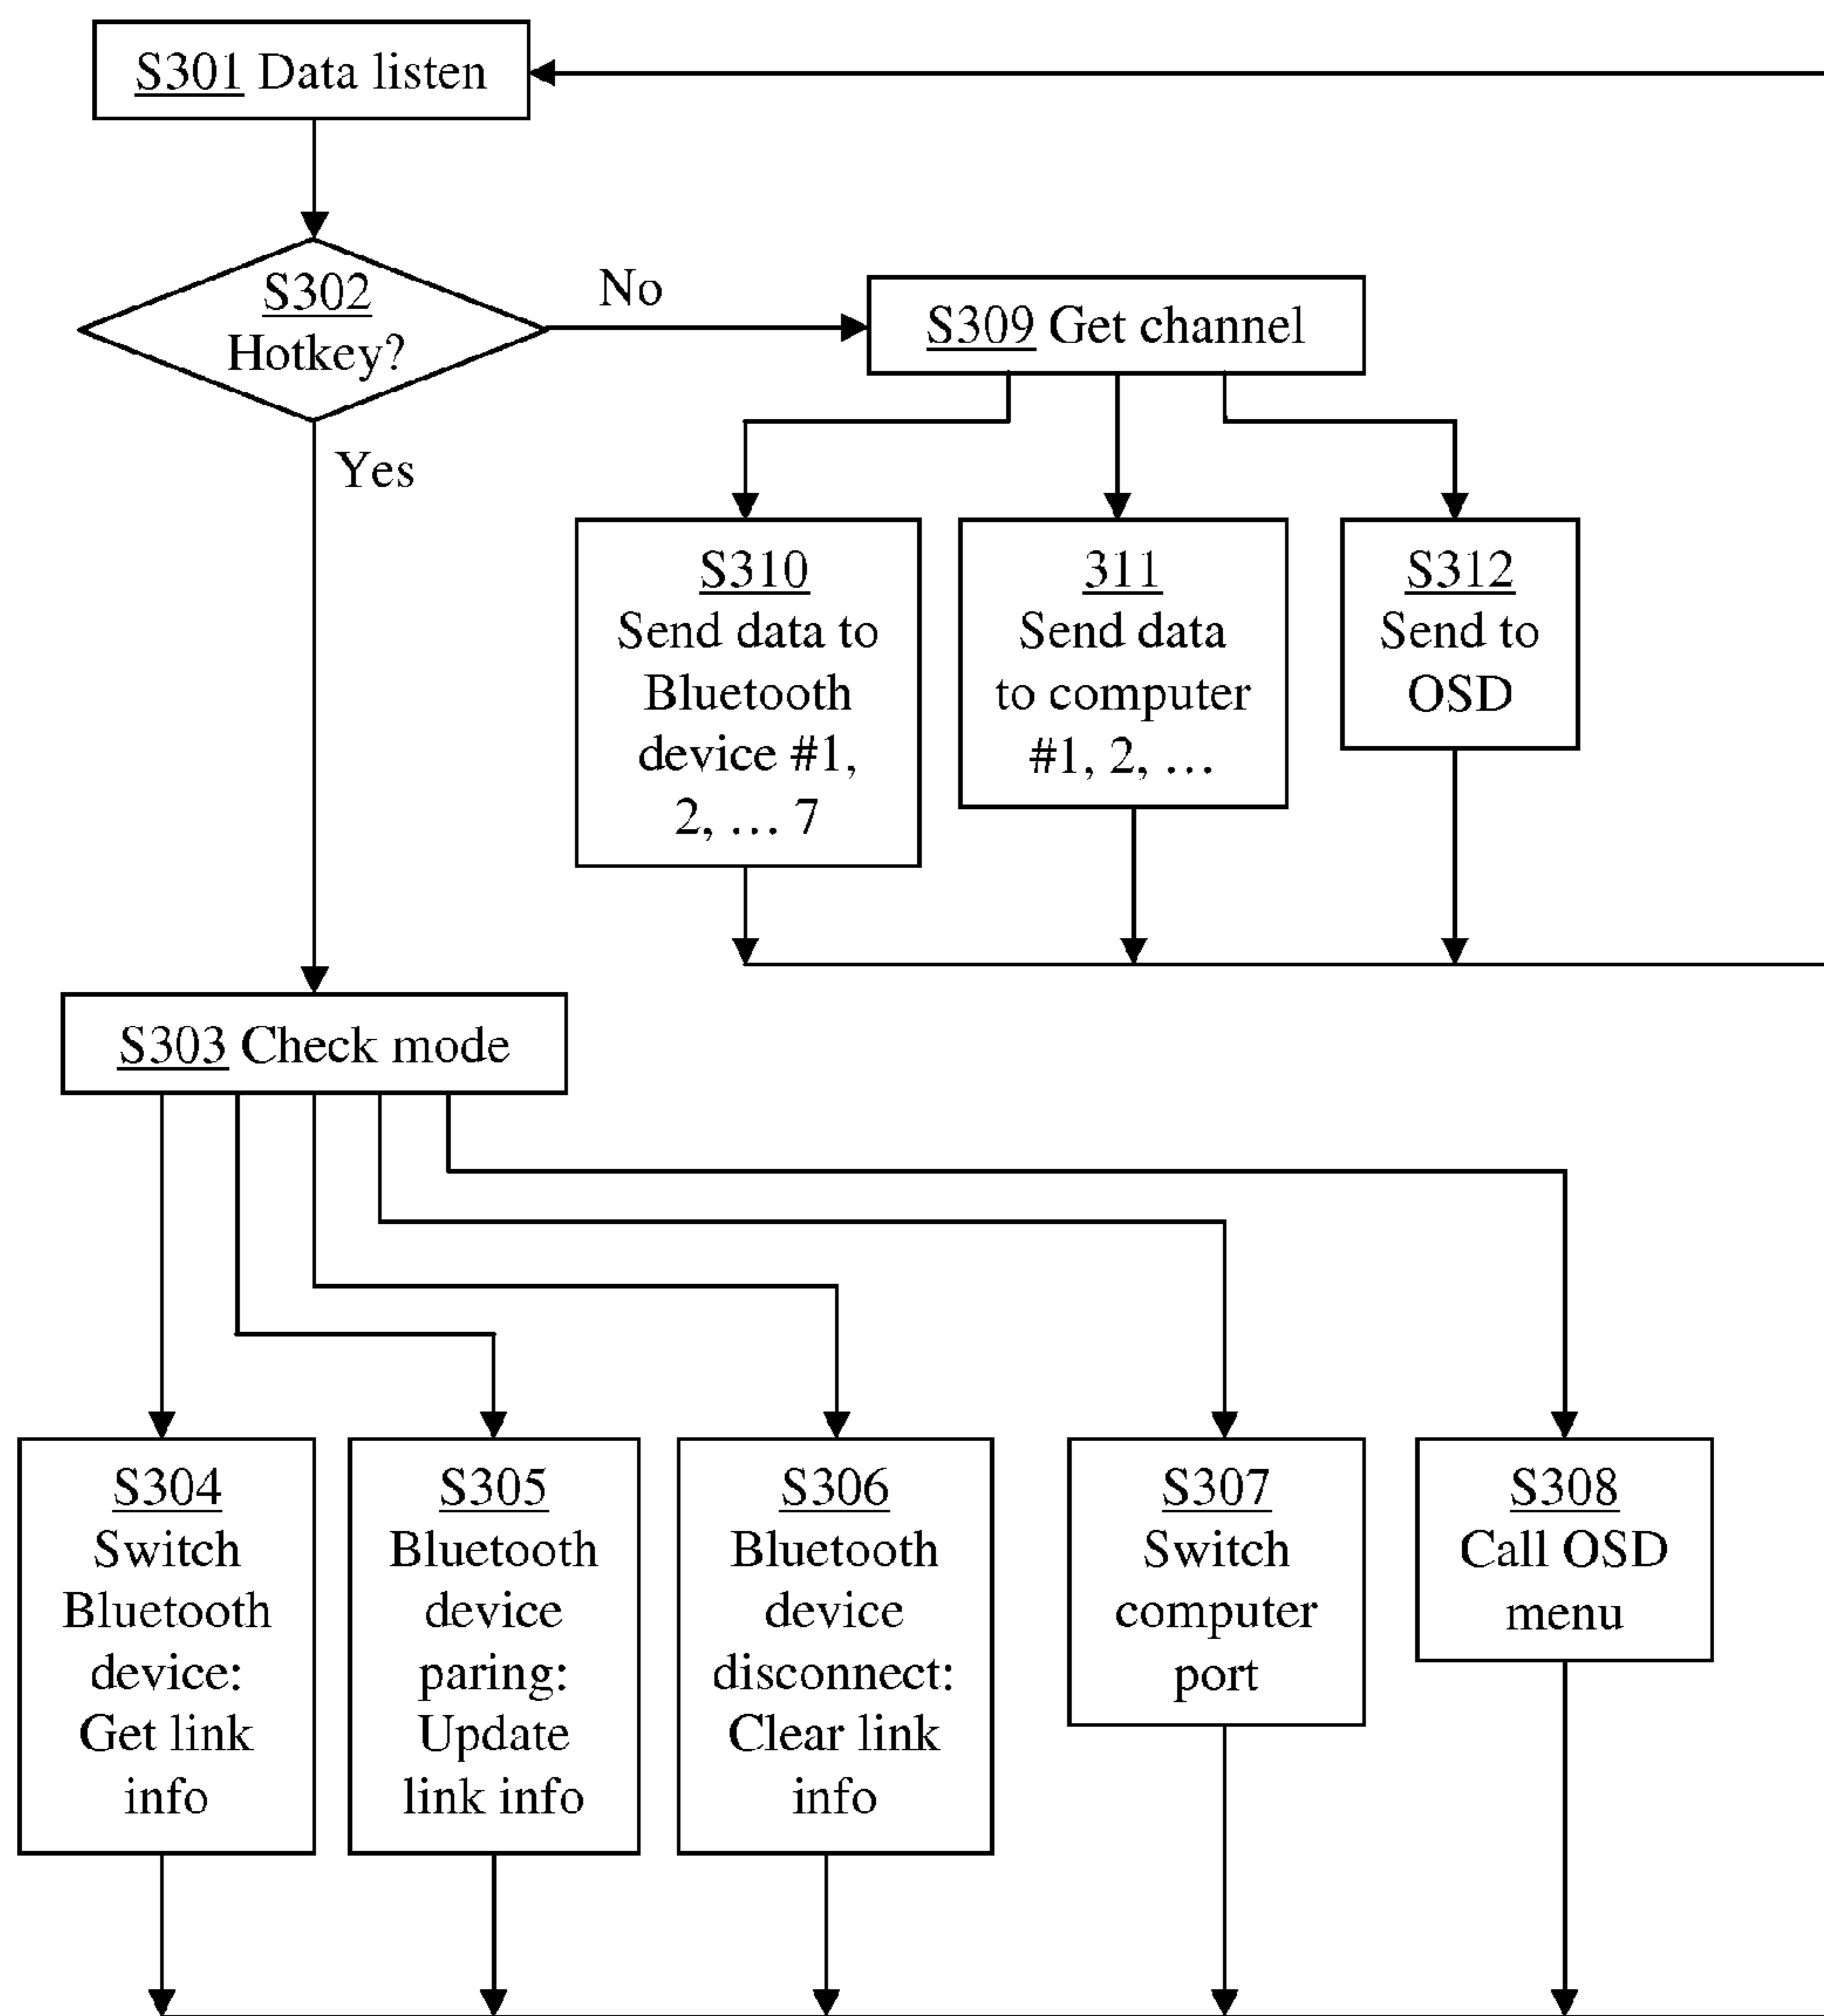 S301 Data listen
S302
Hotkey?
No
Yes
S309 Get channel
S310
Send data to
Bluetooth
device #1,
2, … 7
311
Send data
to computer
#1, 2, …
S312
Send to
OSD
S303 Check mode
S304
Switch
Bluetooth
device:
Get link
info
S305
Bluetooth
device
paring:
Update
link info
S306
Bluetooth
device
disconnect:
Clear link
info
S307
Switch
computer
port
S308
Call OSD
menu